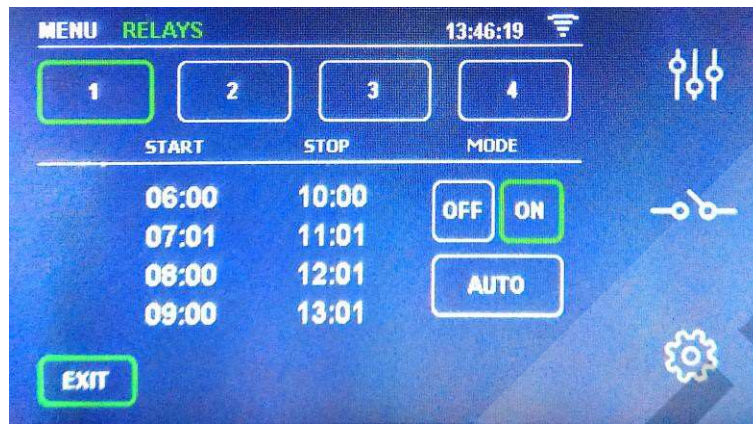 MENU RELAYS 13:46:19
1 2 3 4
START STOP MODE
06:00 10:00 OFF ON
07:01 11:01
08:00 12:01 AUTO
09:00 13:01
EXIT